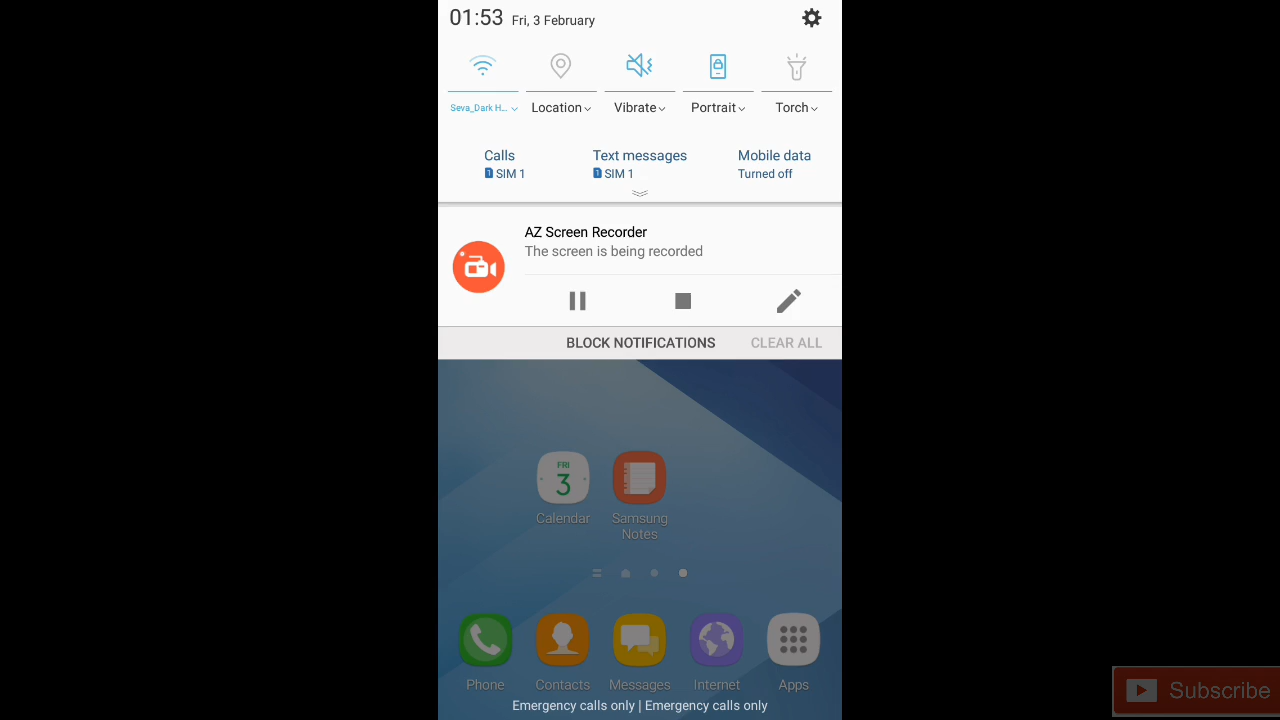 01:53 Fri, 3 February
Seva_Dark H... Location Vibrate Portrait Torch
Calls Text messages Mobile data
1 SIM 1 1 SIM 1 Turned off
AZ Screen Recorder
The screen is being recorded
BLOCK NOTIFICATIONS CLEAR ALL
FRI
3
Calendar Samsung
Notes
Phone Contacts Messages Internet Apps
Emergency calls only | Emergency calls only
Subscribe